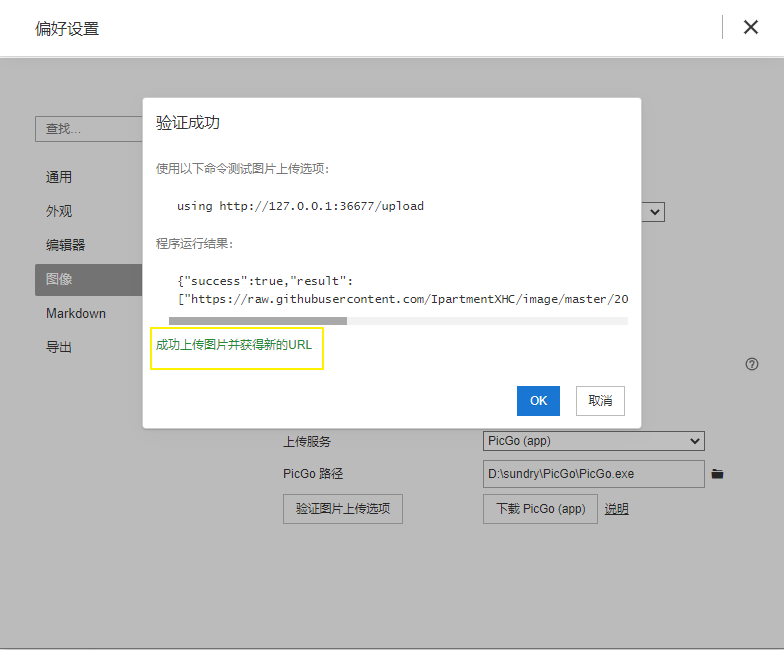 偏好设置
查找...
通用
外观
编辑器
图像
Markdown
导出
验证成功
使用以下命令测试图片上传选项:
using http://127.0.0.1:36677/upload
程序运行结果:
{"success":true,"result":
["https://raw.githubusercontent.com/IpartmentXHC/image/master/20
成功上传图片并获得新的URL
OK 取消
上传服务 PicGo (app)
PicGo 路径 D:\sundry\PicGo\PicGo.exe
验证图片上传选项 下载 PicGo (app) 说明